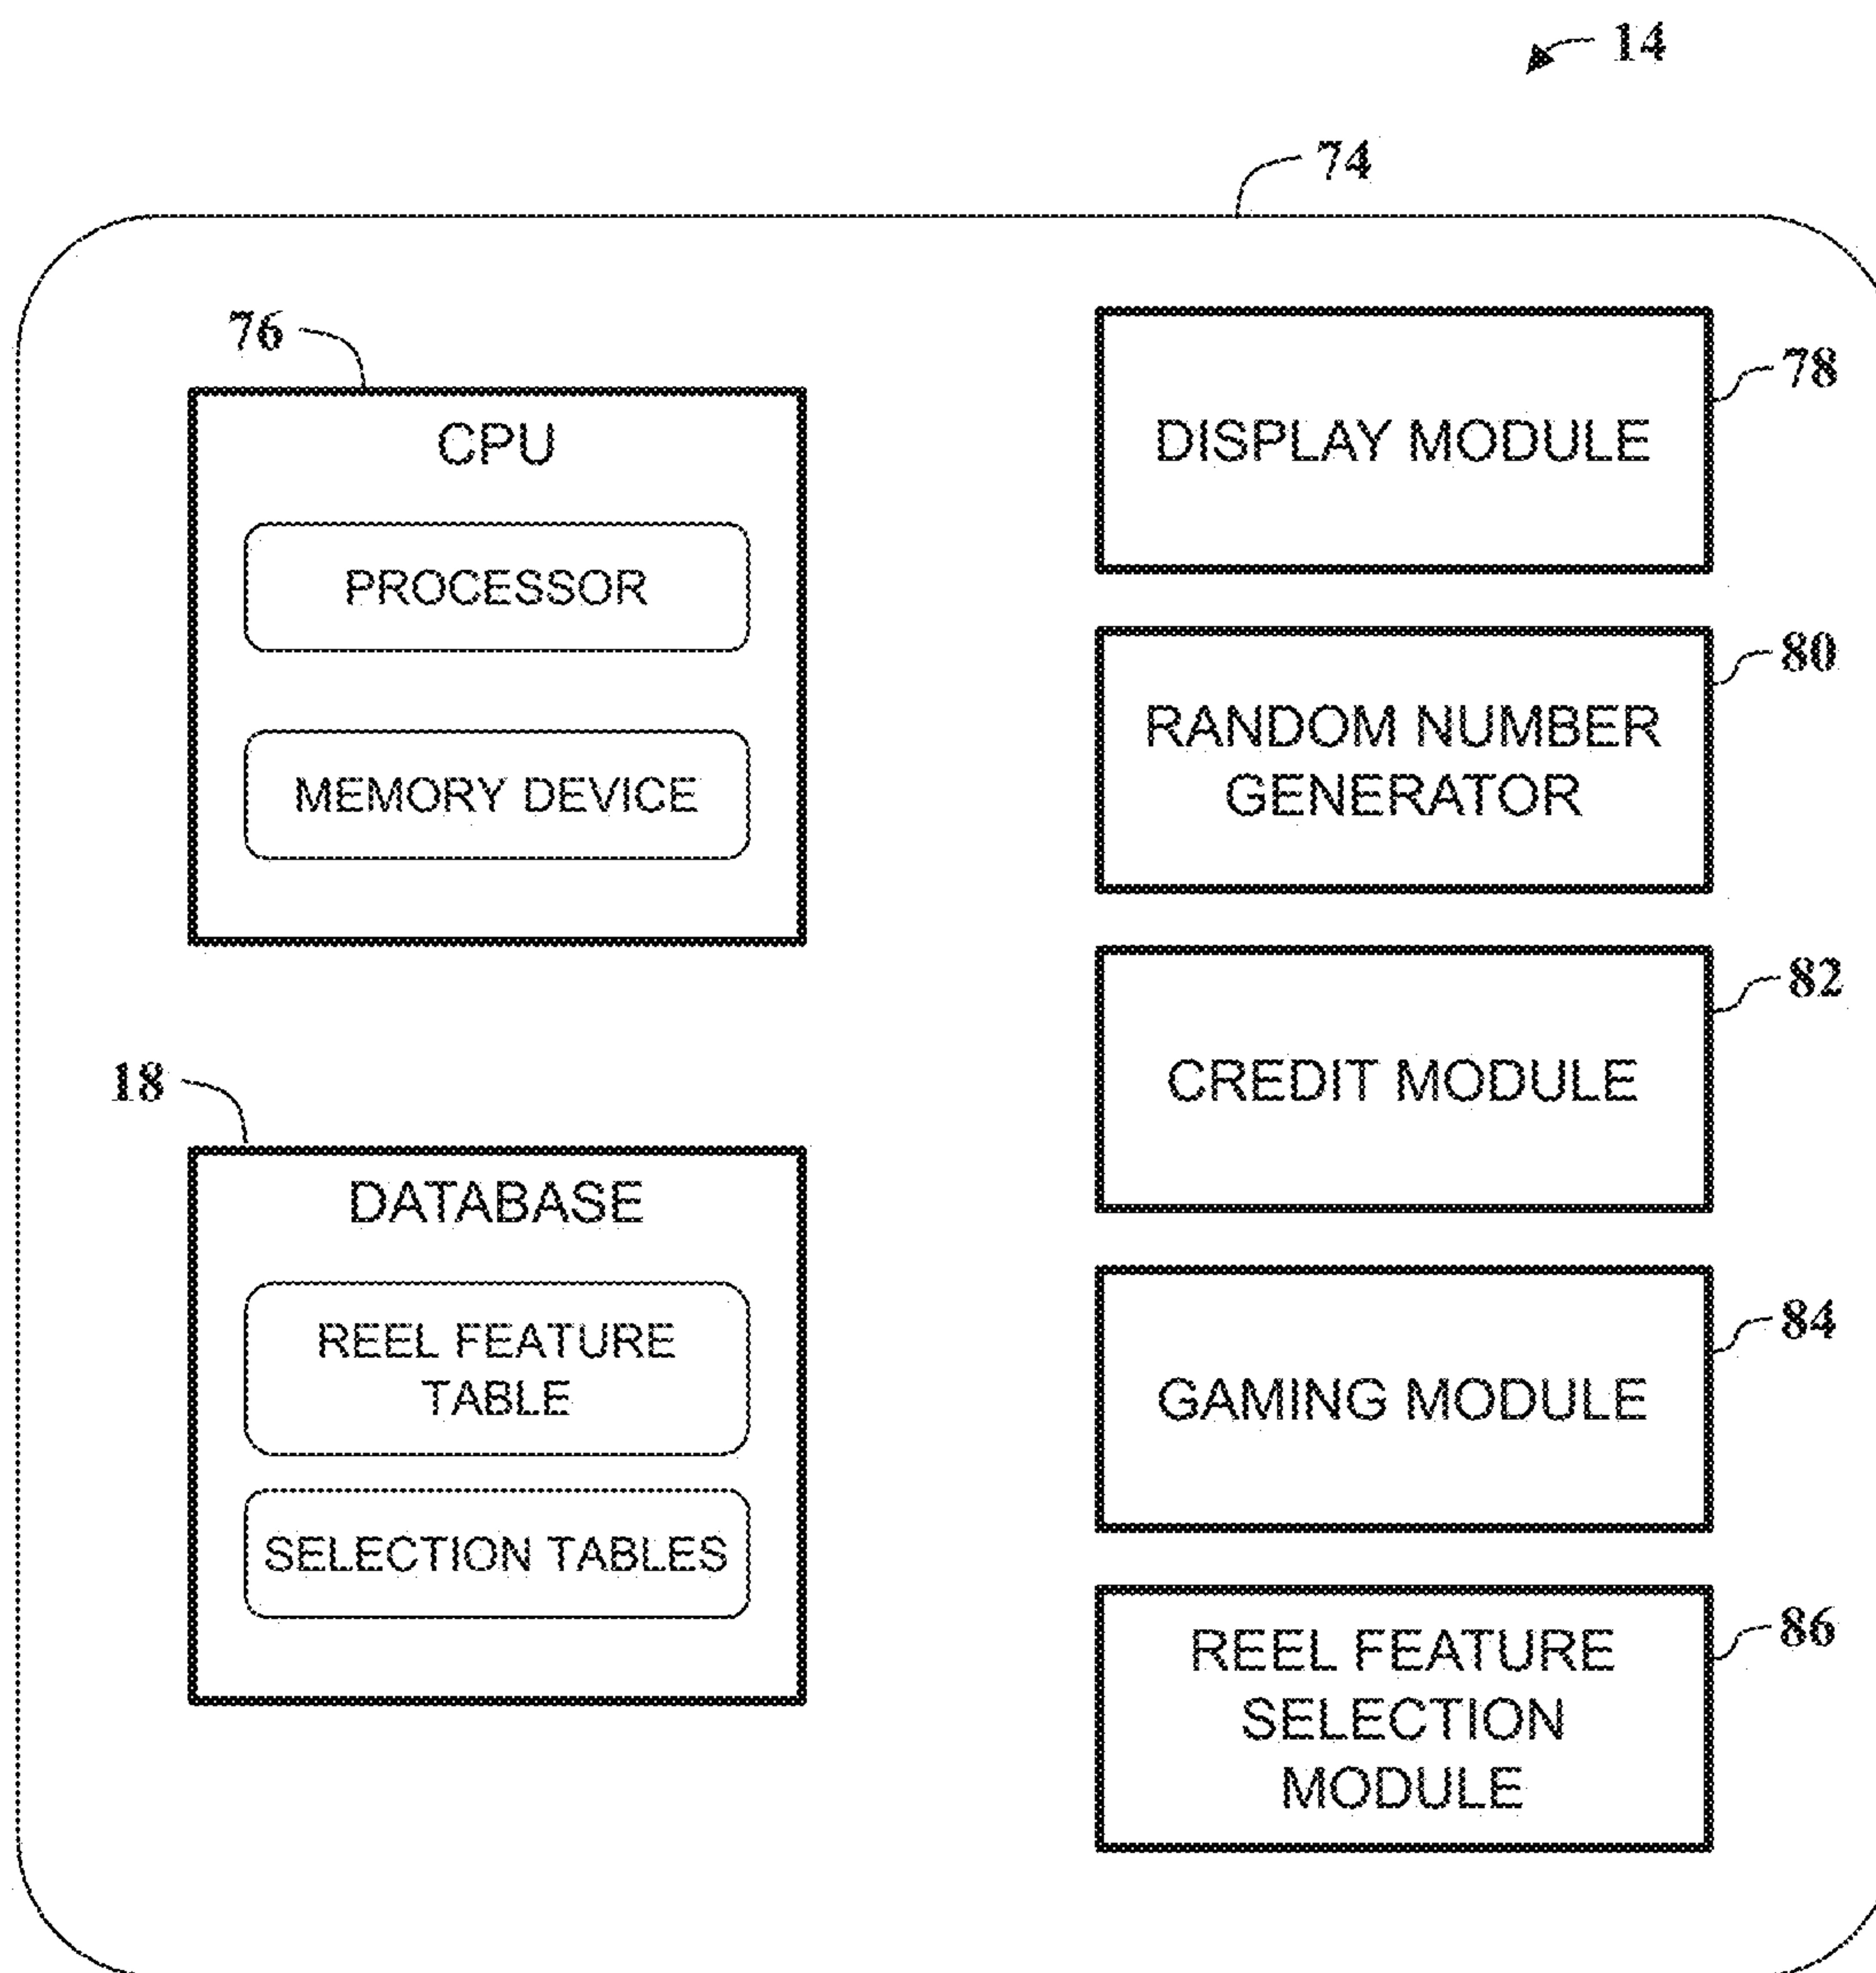 14
74
76
CPU
PROCESSOR
MEMORY DEVICE
18
DATABASE
REEL FEATURE
TABLE
SELECTION TABLES
DISPLAY MODULE
78
RANDOM NUMBER
GENERATOR
80
CREDIT MODULE
82
GAMING MODULE
84
REEL FEATURE
SELECTION
MODULE
86